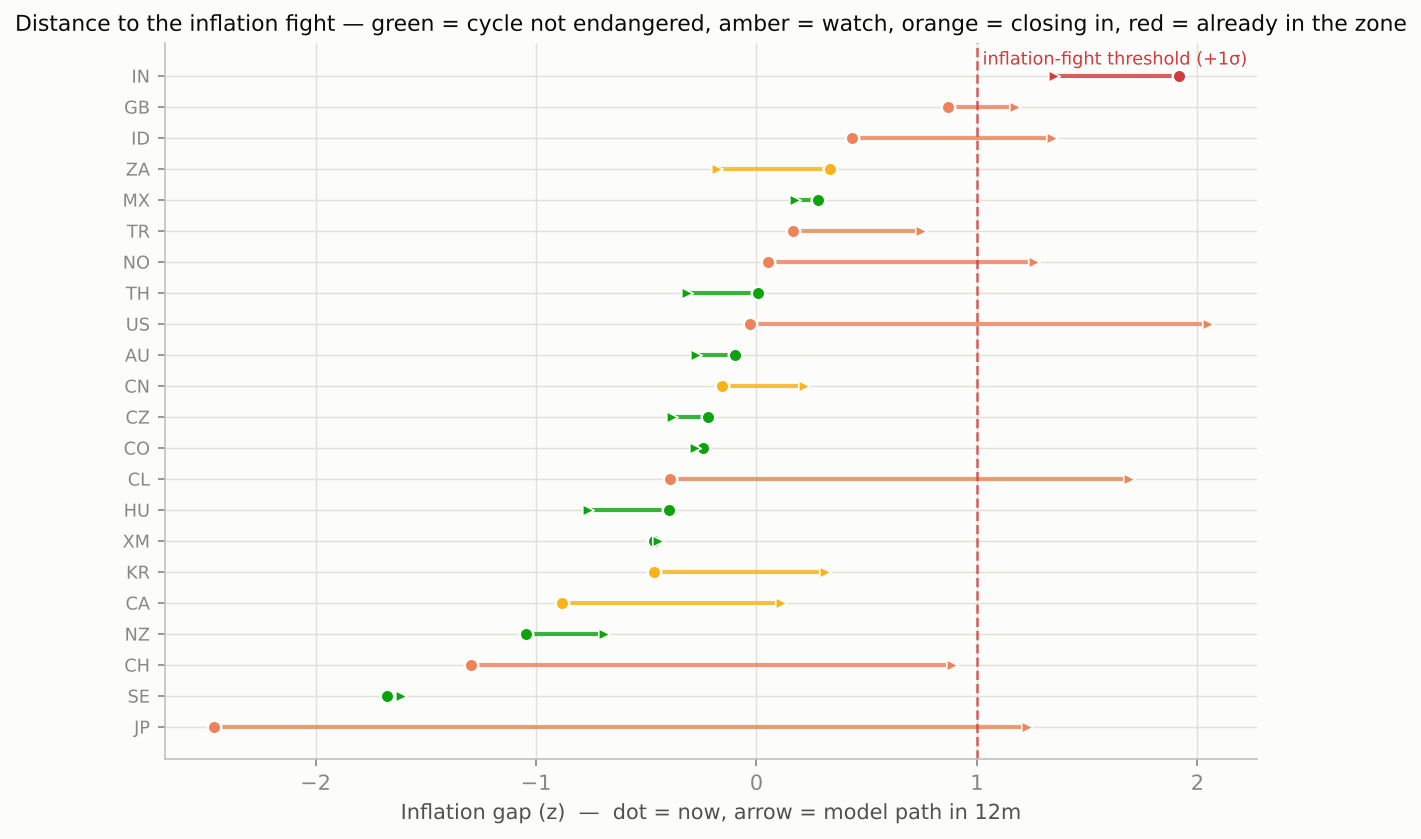 Distance to the inflation fight — green = cycle not endangered, amber = watch, orange = closing in, red = already in the zone
inflation-fight threshold (+1σ)
IN
GB
ID
ZA
MX
TR
NO
TH
US
AU
CN
CZ
CO
CL
HU
XM
KR
CA
NZ
CH
SE
JP
−2 −1 0 1 2
Inflation gap (z) — dot = now, arrow = model path in 12m